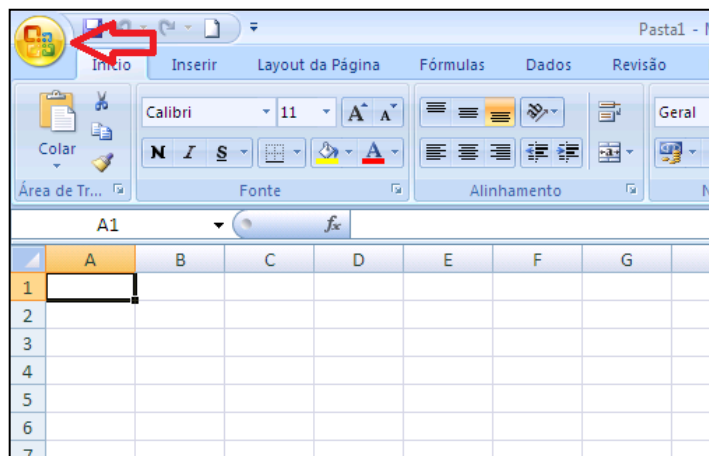 Pasta1 -
Início Inserir Layout da Página Fórmulas Dados Revisão
Calibri 11 A A Geral
Colar N I S A
Área de Tr... Fonte Alinhamento
A1 fx
A B C D E F G
1
2
3
4
5
6
7